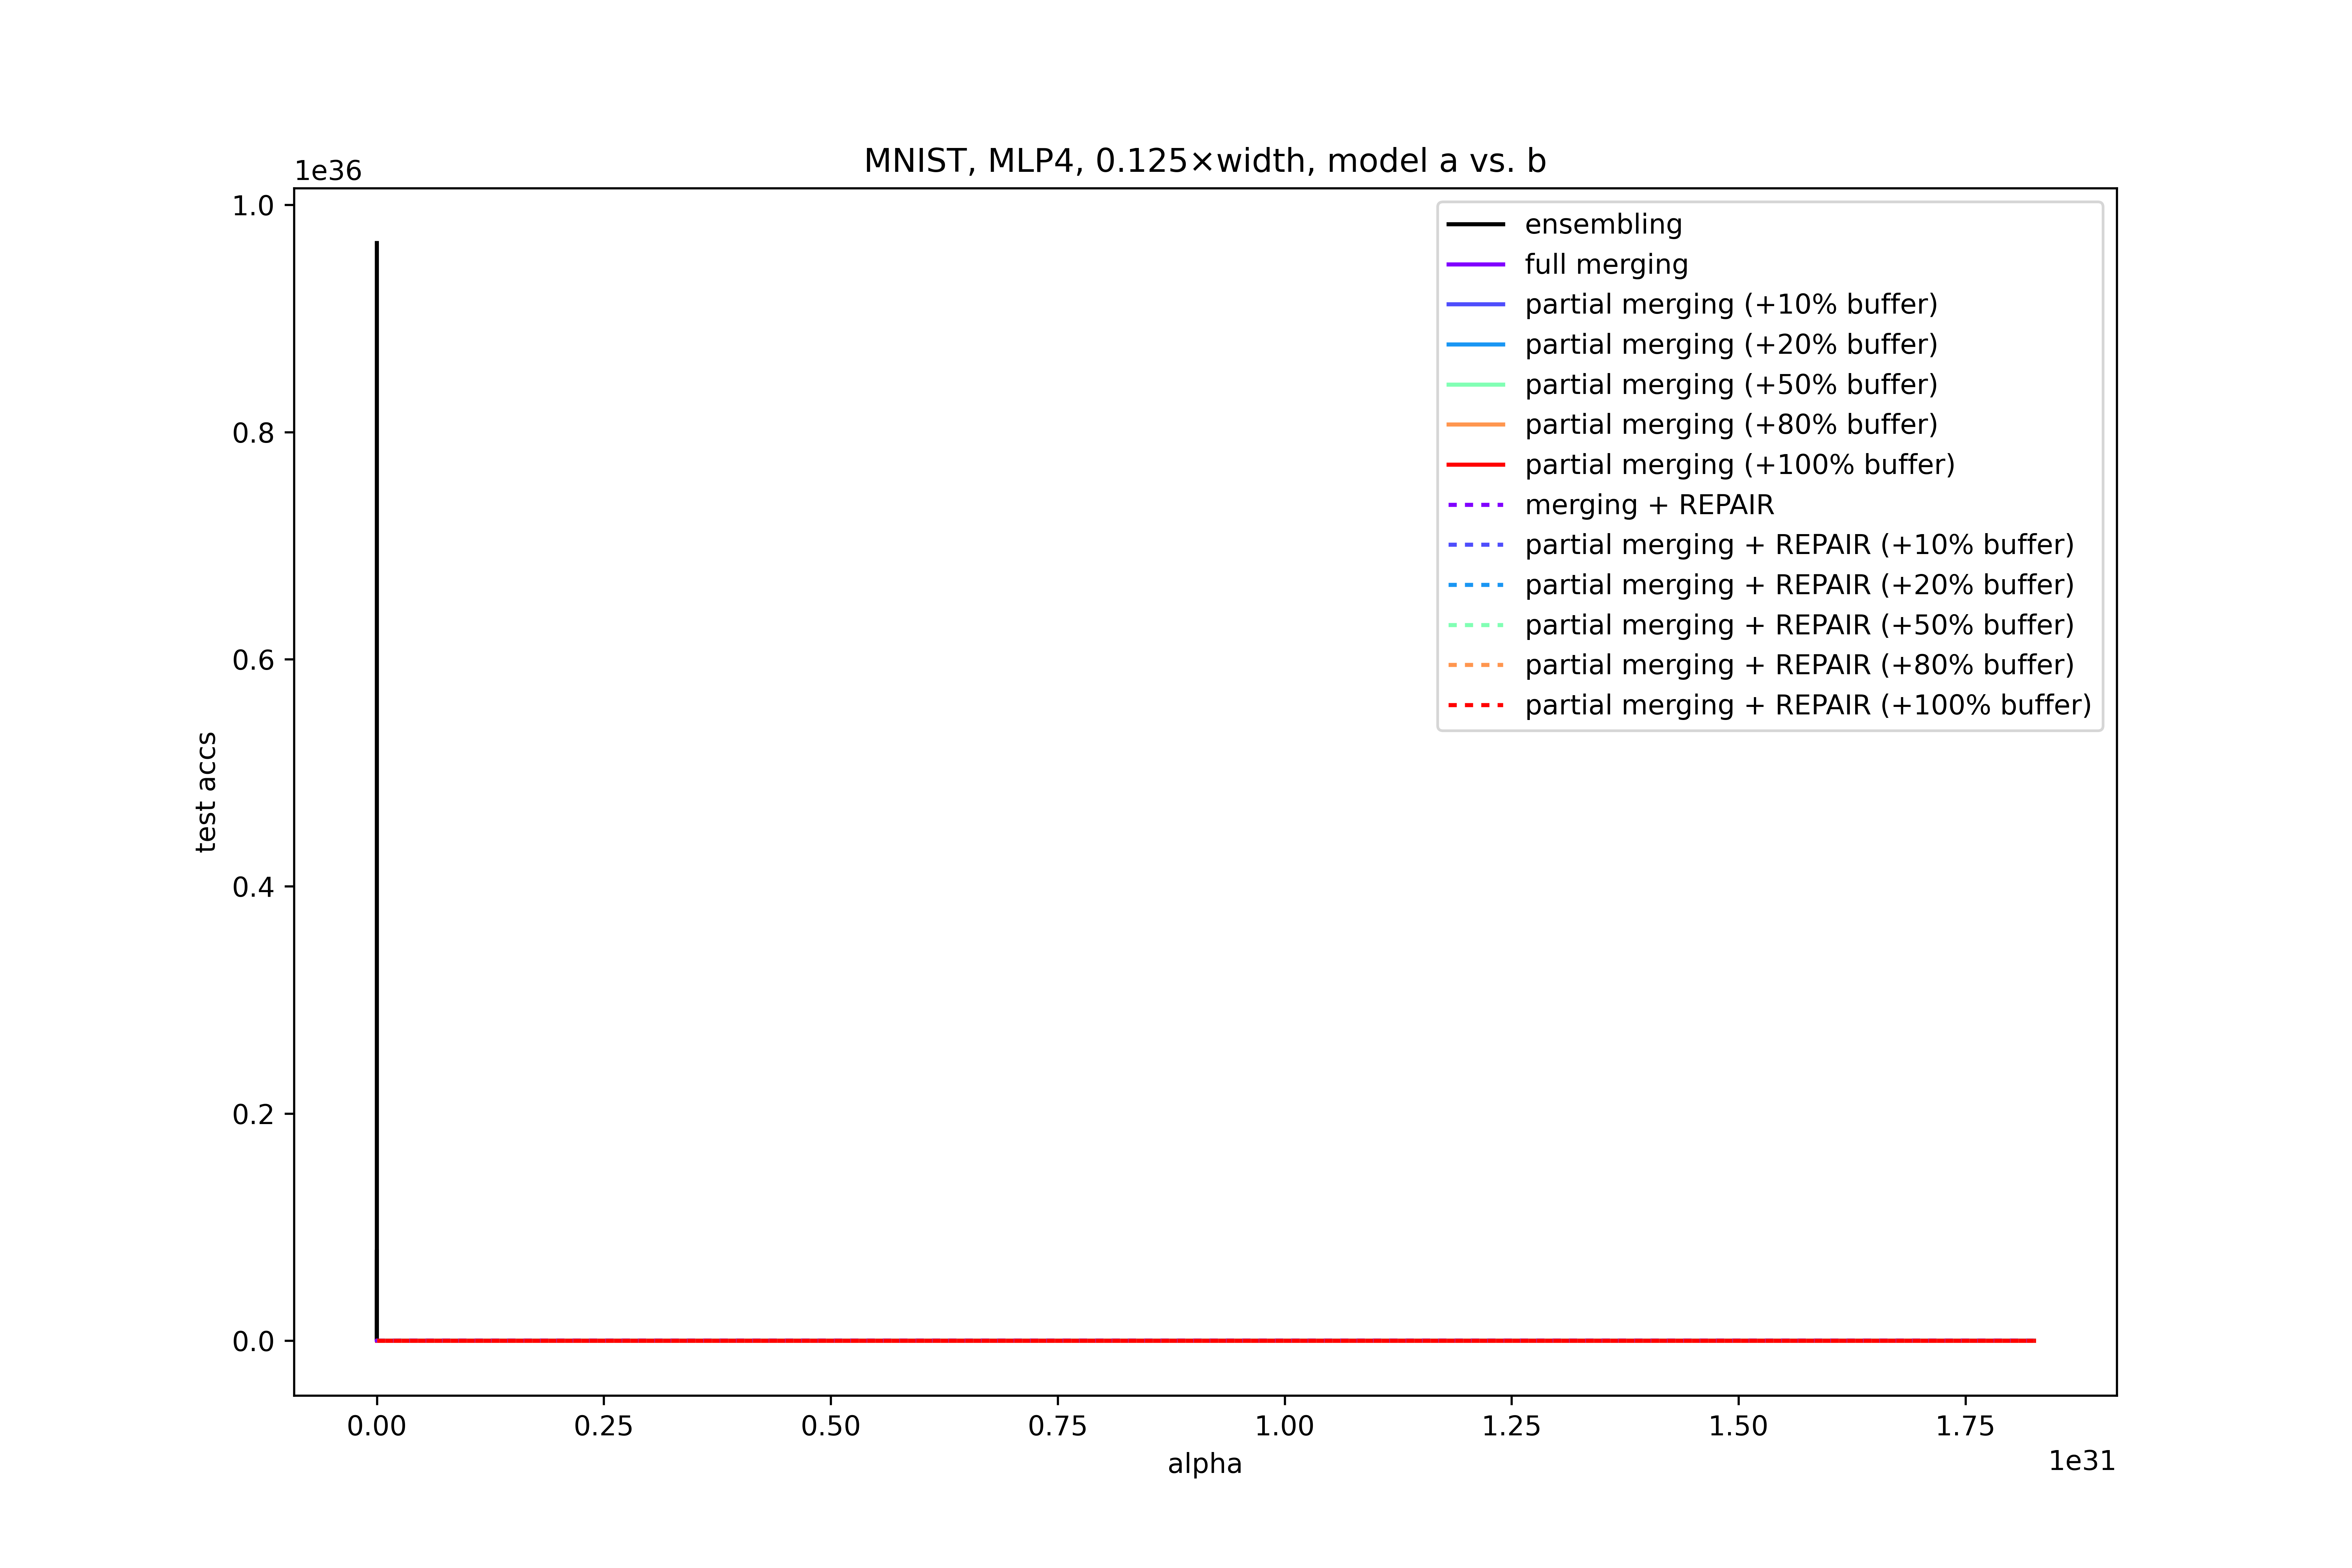 MNIST, MLP4, 0.125×width, model a vs. b
1e36
1.0
0.8
0.6
0.4
0.2
0.0
test accs
ensembling
full merging
partial merging (+10% buffer)
partial merging (+20% buffer)
partial merging (+50% buffer)
partial merging (+80% buffer)
partial merging (+100% buffer)
merging + REPAIR
partial merging + REPAIR (+10% buffer)
partial merging + REPAIR (+20% buffer)
partial merging + REPAIR (+50% buffer)
partial merging + REPAIR (+80% buffer)
partial merging + REPAIR (+100% buffer)
0.00 0.25 0.50 0.75 1.00 1.25 1.50 1.75
alpha
1e31